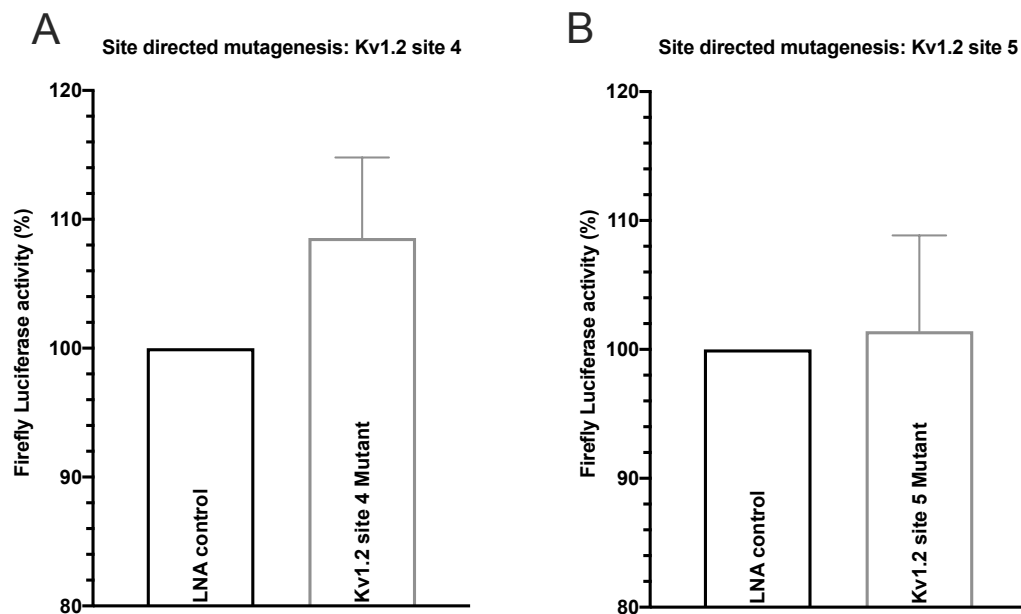 A
Site directed mutagenesis: Kv1.2 site 4
Firefly Luciferase activity (%)
120
110
100
90
80
LNA control
Kv1.2 site 4 Mutant
B
Site directed mutagenesis: Kv1.2 site 5
Firefly Luciferase activity (%)
120
110
100
90
80
LNA control
Kv1.2 site 5 Mutant